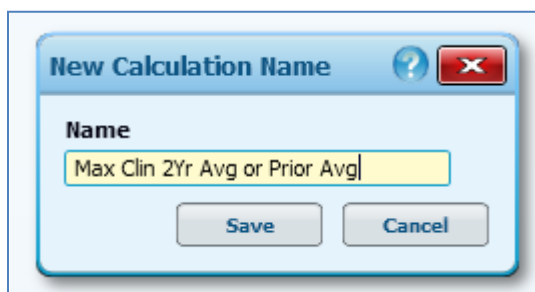 New Calculation Name ?
Name
Max Clin 2Yr Avg or Prior Avg
Save Cancel